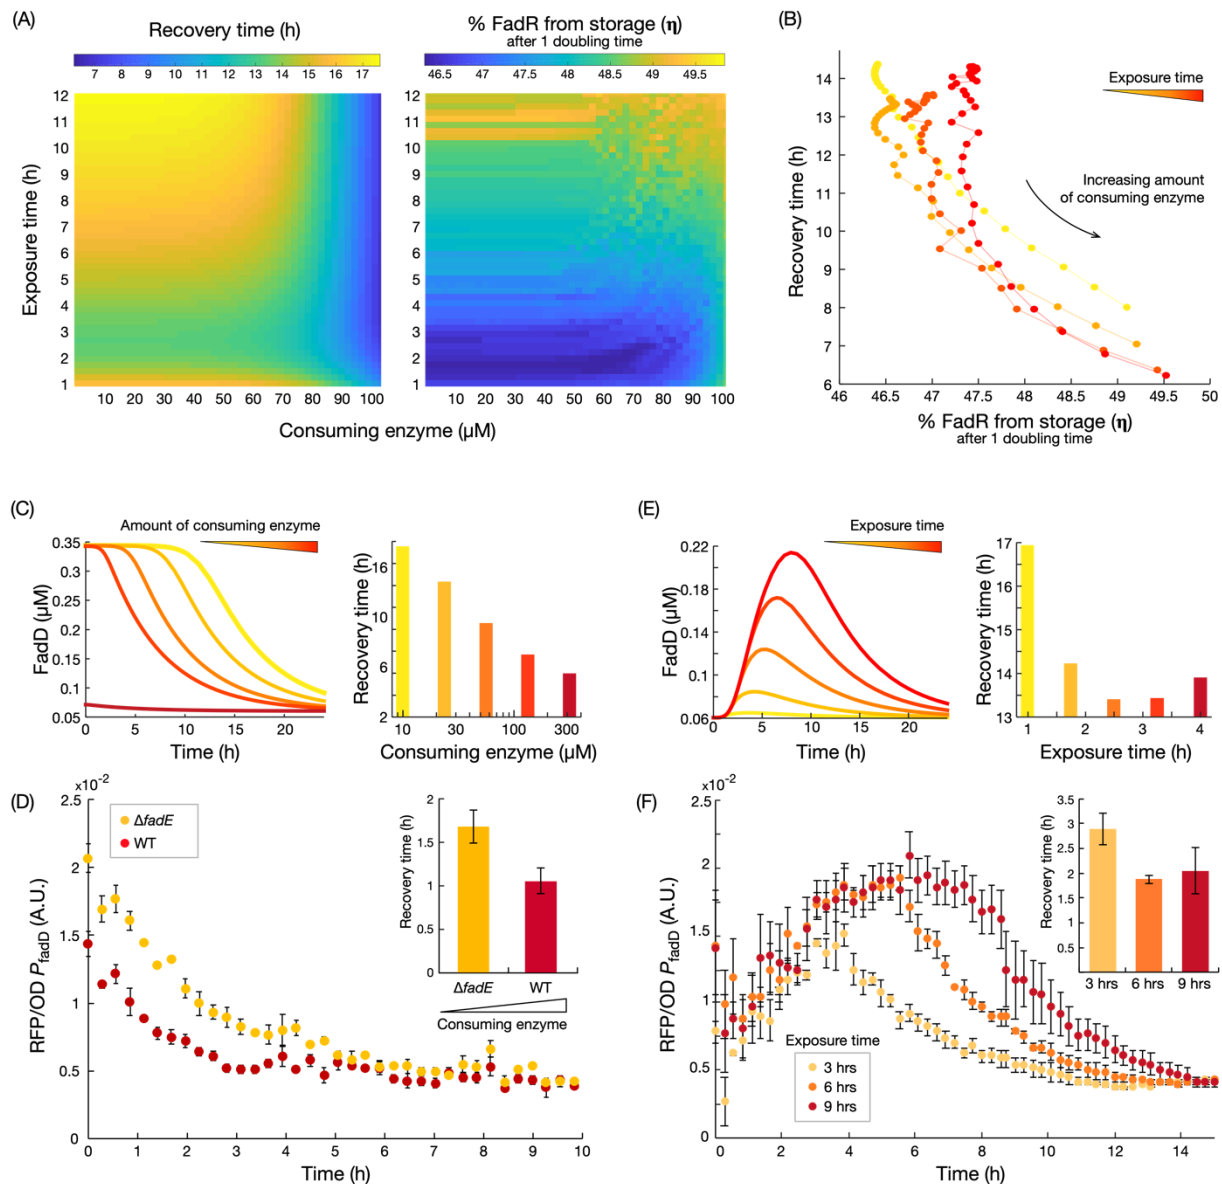 (A)
Recovery time (h)
7 8 9 10 11 12 13 14 15 16 17
% FadR from storage (η)
after 1 doubling time
46.5 47 47.5 48 48.5 49 49.5
Exposure time (h)
12
11
10
9
8
7
6
5
4
3
2
1
10 20 30 40 50 60 70 80 90 100
10 20 30 40 50 60 70 80 90 100
Consuming enzyme (μM)
(B)
Recovery time (h)
14
13
12
11
10
9
8
7
6
Exposure time
Increasing amount
of consuming enzyme
46 46.5 47 47.5 48 48.5 49 49.5 50
% FadR from storage (η)
after 1 doubling time
(C)
Amount of consuming enzyme
FadD (μM)
0.35
0.3
0.25
0.2
0.15
0.1
0.05
0 5 10 15 20
Time (h)
Recovery time (h)
16
10
6
2
10 30 100 300
Consuming enzyme (μM)
(E)
Exposure time
FadD (μM)
0.22
0.18
0.14
0.1
0.06
0 5 10 15 20
Time (h)
Recovery time (h)
17
16
15
14
13
1 2 3 4
Exposure time (h)
(D)
x10⁻²
RFP/OD PfadD (A.U.)
2.5
2
1.5
1
0.5
0
ΔfadE
WT
Recovery time (h)
2
1.5
1
0.5
0
ΔfadE WT
Consuming enzyme
0 1 2 3 4 5 6 7 8 9 10
Time (h)
(F)
x10⁻²
RFP/OD PfadD (A.U.)
2.5
2
1.5
1
0.5
0
Exposure time
3 hrs
6 hrs
9 hrs
Recovery time (h)
3.5
3
2.5
2
1.5
1
0.5
3 hrs 6 hrs 9 hrs
0 2 4 6 8 10 12 14
Time (h)